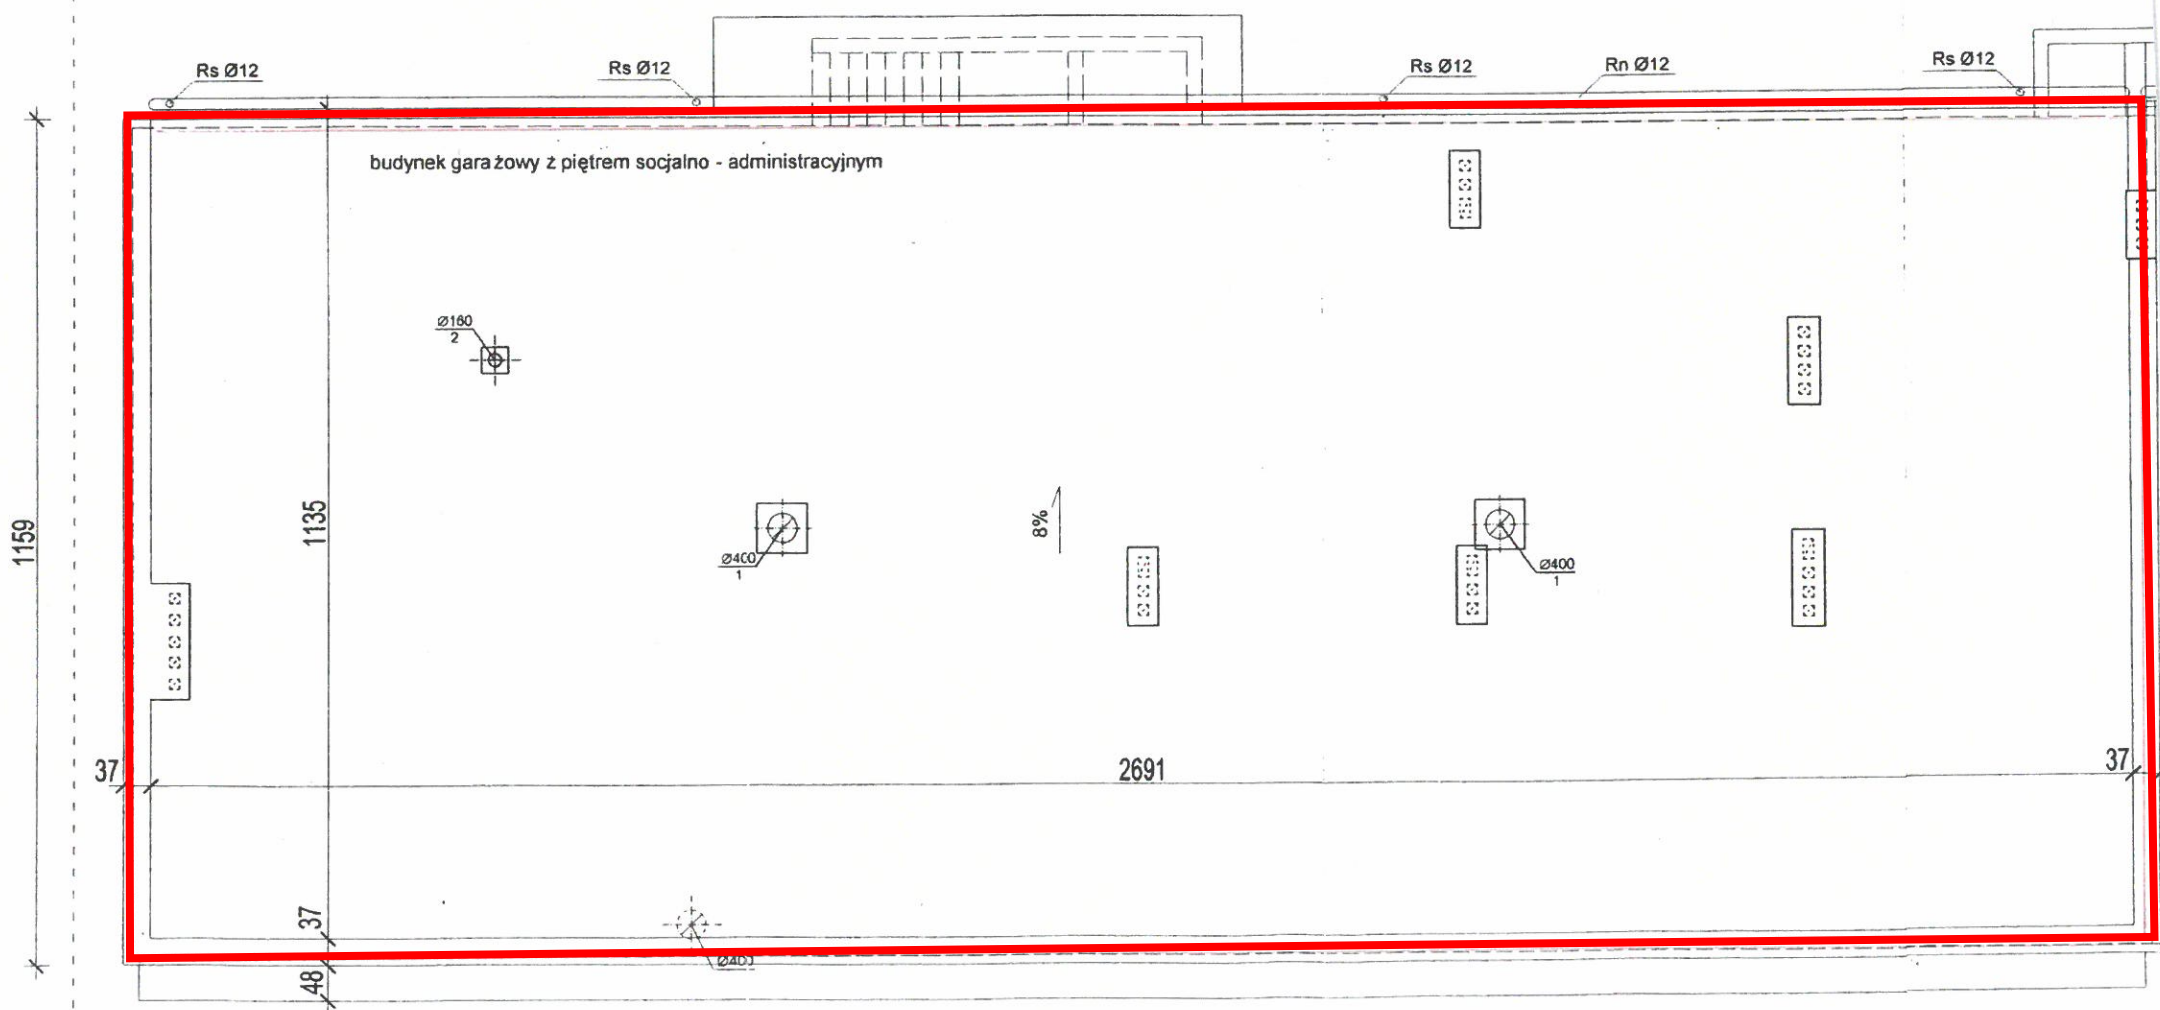 Rs Ø12
Rs Ø12
Rs Ø12
Rn Ø12
Rs Ø12
budynek garażowy z piętrem socjalno - administracyjnym
Ø160
2
1159
1135
8%
Ø400
1
Ø400
1
37
2691
37
37
Ø400
48